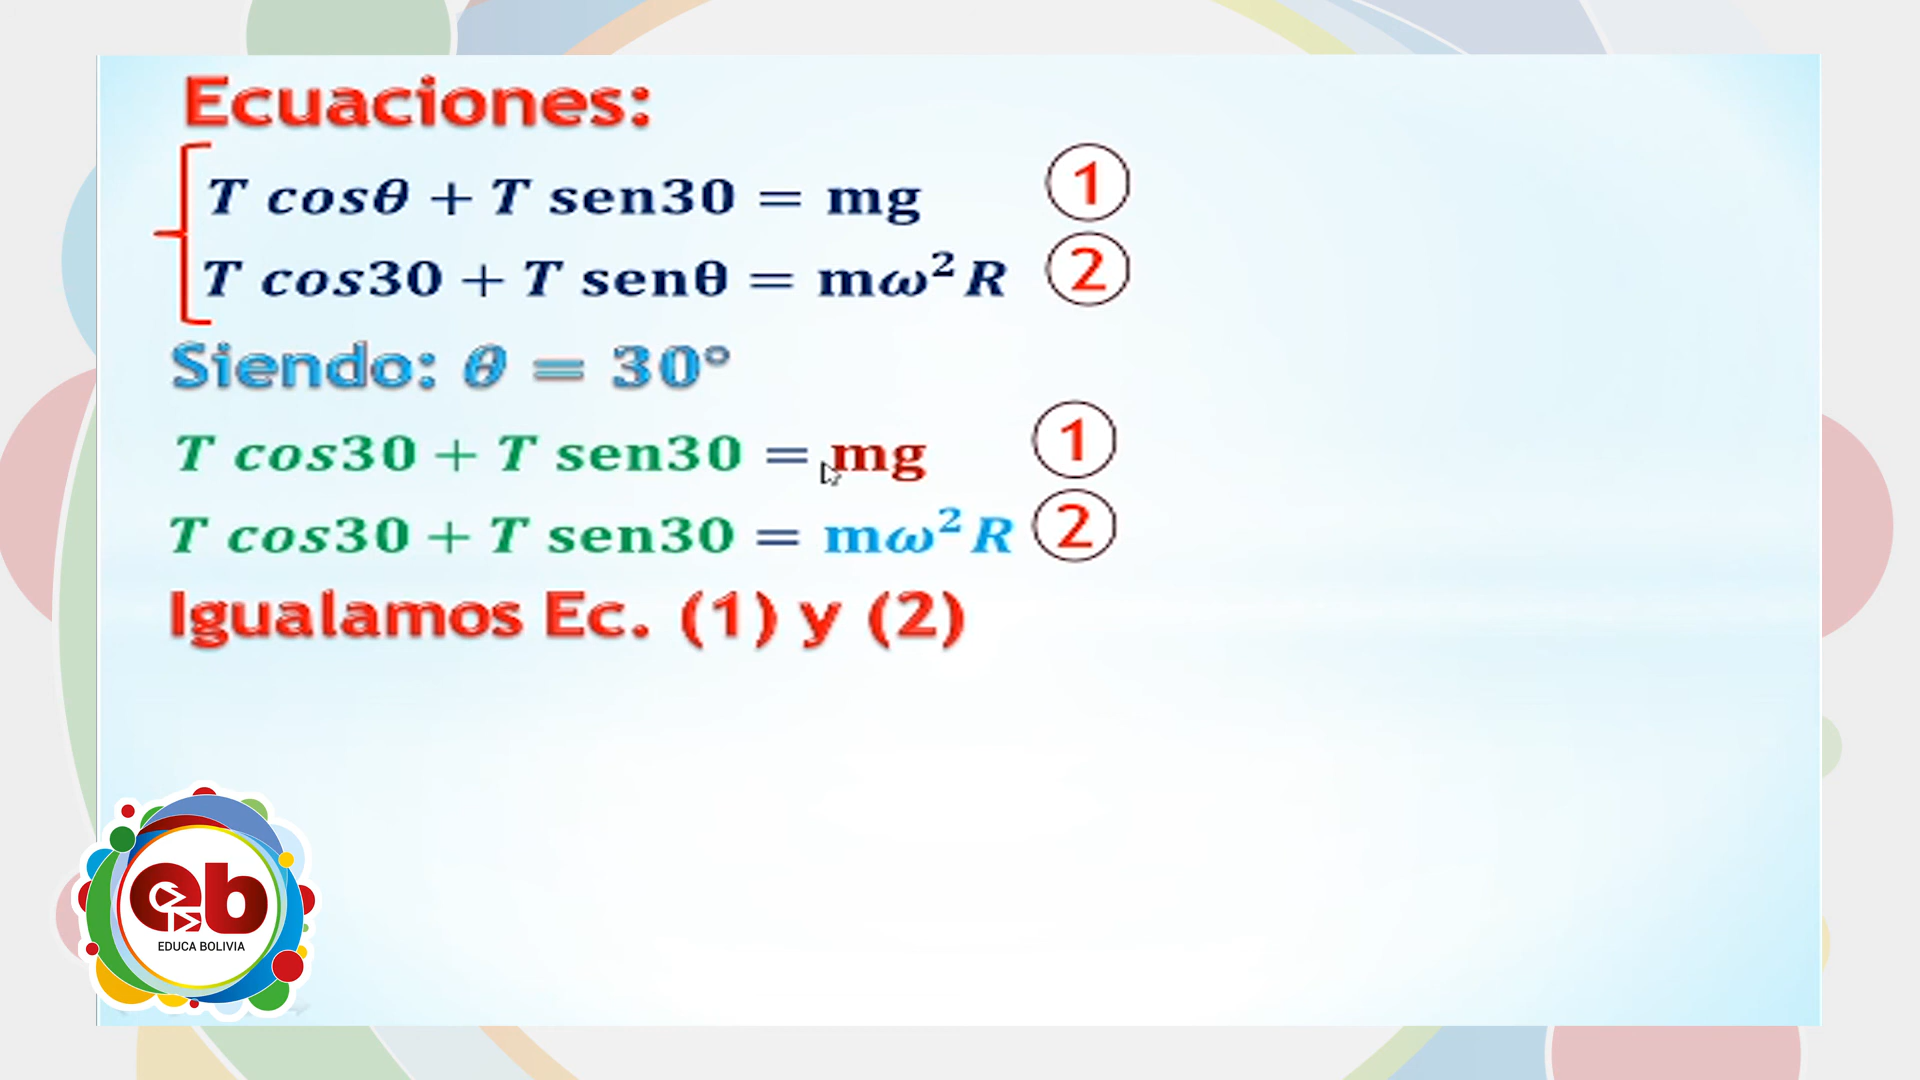 Ecuaciones:
T cosθ + T sen30 = mg 1
T cos30 + T senθ = mω²R 2
Siendo: θ = 30°
T cos30 + T sen30 = mg 1
T cos30 + T sen30 = mω²R 2
Igualamos Ec. (1) y (2)
eb
EDUCA BOLIVIA